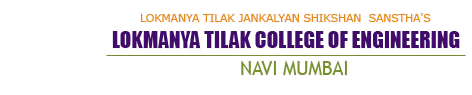 LOKMANYA TILAK JANKALYAN SHIKSHAN SANSTHA'S
LOKMANYA TILAK COLLEGE OF ENGINEERING
NAVI MUMBAI